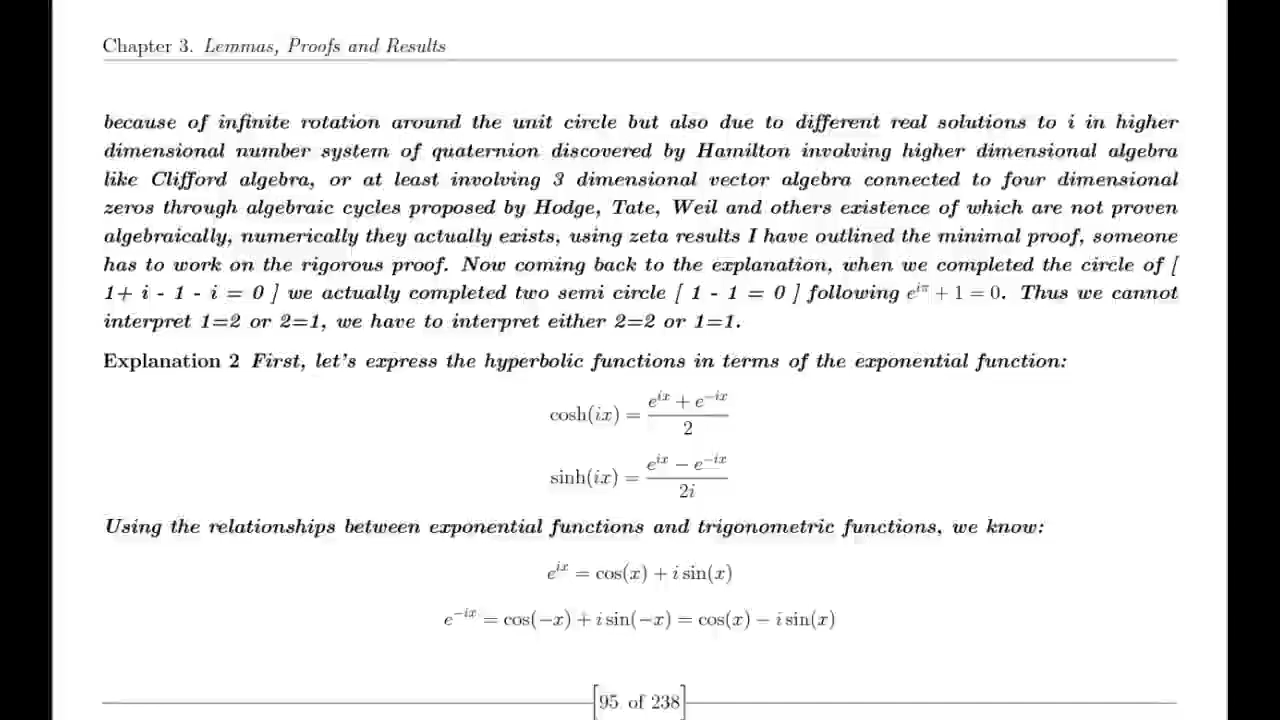 Chapter 3. Lemmas, Proofs and Results
because of infinite rotation around the unit circle but also due to different real solutions to i in higher
dimensional number system of quaternion discovered by Hamilton involving higher dimensional algebra
like Clifford algebra, or at least involving 3 dimensional vector algebra connected to four dimensional
zeros through algebraic cycles proposed by Hodge, Tate, Weil and others existence of which are not proven
algebraically, numerically they actually exists, using zeta results I have outlined the minimal proof, someone
has to work on the rigorous proof. Now coming back to the explanation, when we completed the circle of [
1+ i - 1 - i = 0 ] we actually completed two semi circle [ 1 - 1 = 0 ] following e^{iπ} + 1 = 0. Thus we cannot
interpret 1=2 or 2=1, we have to interpret either 2=2 or 1=1.
Explanation 2 First, let's express the hyperbolic functions in terms of the exponential function:
cosh(ix) = \frac{e^{ix} + e^{-ix}}{2}
sinh(ix) = \frac{e^{ix} − e^{-ix}}{2i}
Using the relationships between exponential functions and trigonometric functions, we know:
e^{ix} = cos(x) + i sin(x)
e^{-ix} = cos(−x) + i sin(−x) = cos(x) − i sin(x)
[95 of 238]